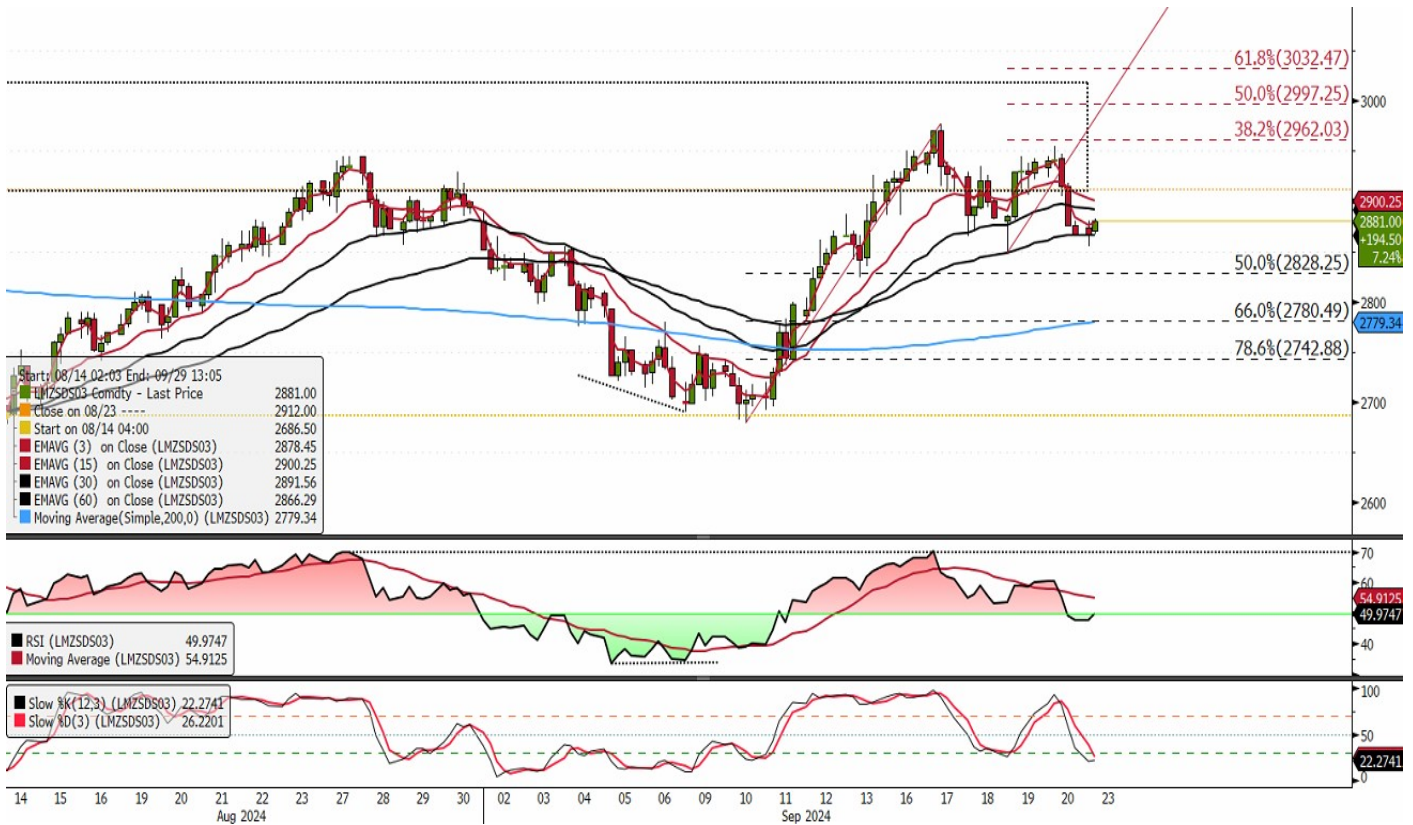 61.8%(3032.47)
3000
50.0%(2997.25)
38.2%(2962.03)
2900.25
2881.00
+194.50
7.24%
50.0%(2828.25)
2800
66.0%(2780.49)
2779.34
78.6%(2742.88)
2700
2600
Start: 08/14 02:03 End: 09/29 13:05
LMZSDS03 Comdty - Last Price 2881.00
Close on 08/23 ---- 2912.00
Start on 08/14 04:00 2686.50
EMAVG (3) on Close (LMZSDS03) 2878.45
EMAVG (15) on Close (LMZSDS03) 2900.25
EMAVG (30) on Close (LMZSDS03) 2891.56
EMAVG (60) on Close (LMZSDS03) 2866.29
Moving Average(Simple,200,0) (LMZSDS03) 2779.34
70
60
54.9125
49.9747
40
RSI (LMZSDS03) 49.9747
Moving Average (LMZSDS03) 54.9125
Slow %K(12,3) (LMZSDS03) 22.2741
Slow %D(3) (LMZSDS03) 26.2201
100
50
22.2741
0
14 15 16 19 20 21 22 23 26 27 28 29 30 02 03 04 05 06 09 10 11 12 13 16 17 18 19 20 23
Aug 2024 Sep 2024